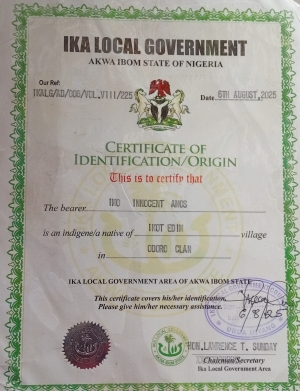 IKA LOCAL GOVERNMENT
AKWA IBOM STATE OF NIGERIA
Our Ref:
IKALG/AD/COO/VOL.VIII/225
Date 6TH AUGUST,2025
CERTIFICATE OF
IDENTIFICATION/ORIGIN
This is to certify that
The bearer INO INNOCENT AMOS
is an indigene/a native of IKOT EDIM village
in ODORO CLAN
IKA LOCAL GOVERNMENT AREA OF AKWA IBOM STATE
This certificate covers his/her identification.
Please give him/her necessary assistance.
6/8/25
HON.LAWRENCE T. SUNDAY
Chairman/Secretary
Ika Local Government Area